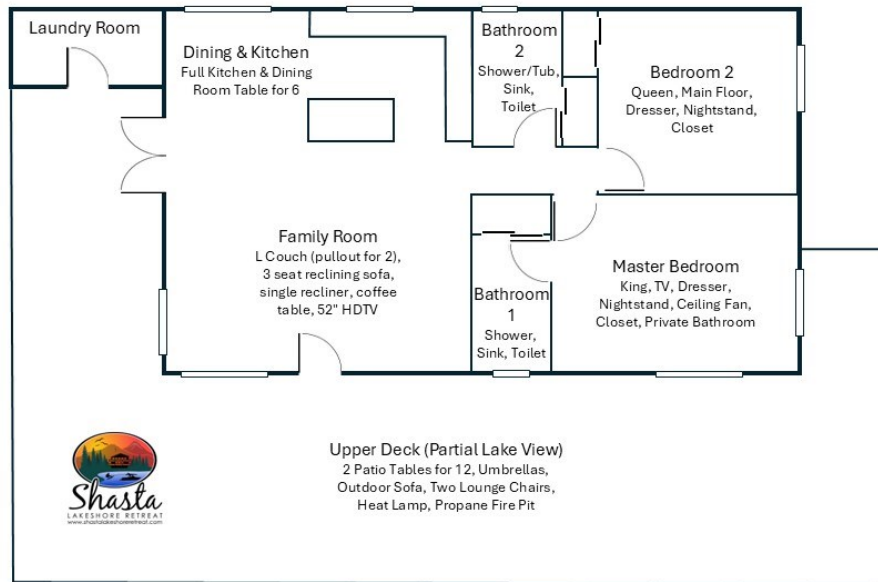 Laundry Room
Dining & Kitchen
Full Kitchen & Dining
Room Table for 6
Bathroom
2
Shower/Tub,
Sink,
Toilet
Bedroom 2
Queen, Main Floor,
Dresser, Nightstand,
Closet
Family Room
L Couch (pullout for 2),
3 seat reclining sofa,
single recliner, coffee
table, 52" HDTV
Bathroom
1
Shower,
Sink, Toilet
Master Bedroom
King, TV, Dresser,
Nightstand, Ceiling Fan,
Closet, Private Bathroom
Upper Deck (Partial Lake View)
2 Patio Tables for 12, Umbrellas,
Outdoor Sofa, Two Lounge Chairs,
Heat Lamp, Propane Fire Pit
Shasta
LAKESHORE RETREAT
www.shastalakeshoreretreat.com